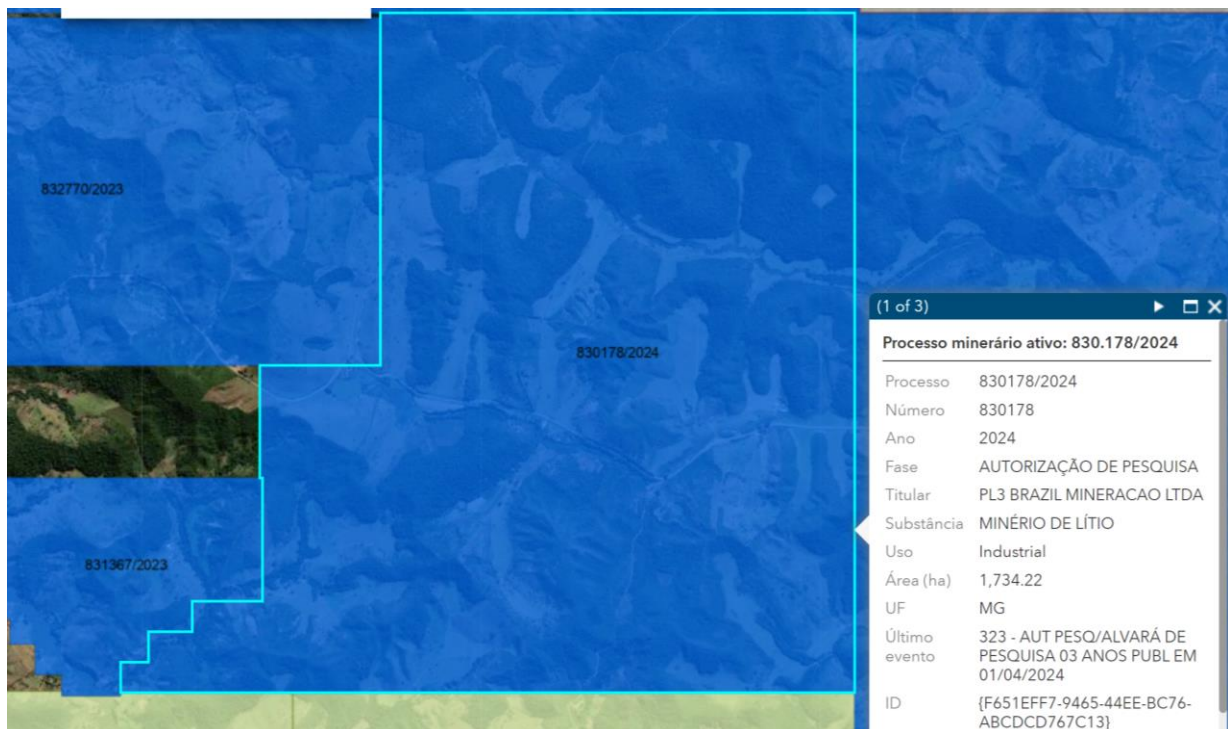 832770/2023
830178/2024
831367/2023
(1 of 3)
Processo minerário ativo: 830.178/2024
Processo 830178/2024
Número 830178
Ano 2024
Fase AUTORIZAÇÃO DE PESQUISA
Titular PL3 BRAZIL MINERACAO LTDA
Substância MINÉRIO DE LÍTIO
Uso Industrial
Área (ha) 1,734.22
UF MG
Último evento 323 - AUT PESQ/ALVARÁ DE
PESQUISA 03 ANOS PUBL EM
01/04/2024
ID {F651EFF7-9465-44EE-BC76-
ABCDCD767C13}